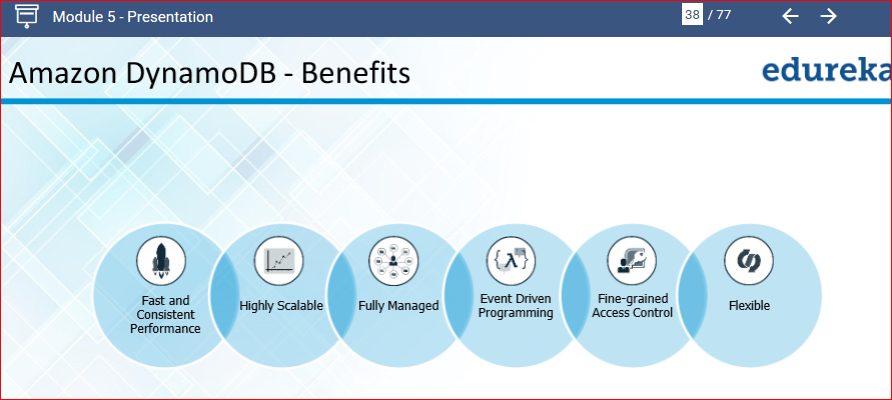 Module 5 - Presentation
38 / 77
Amazon DynamoDB - Benefits
edureka
Fast and
Consistent
Performance
Highly Scalable
Fully Managed
{λ}
Event Driven
Programming
Fine-grained
Access Control
Flexible